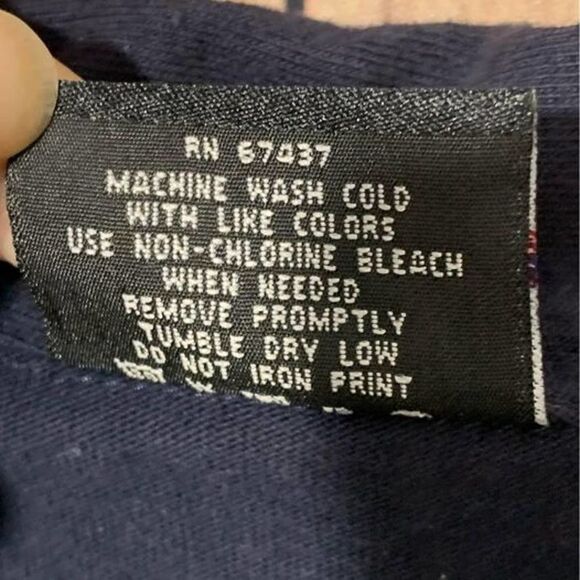 RN 67437
MACHINE WASH COLD
WITH LIKE COLORS
USE NON-CHLORINE BLEACH
WHEN NEEDED
REMOVE PROMPTLY
TUMBLE DRY LOW
DO NOT IRON PRINT